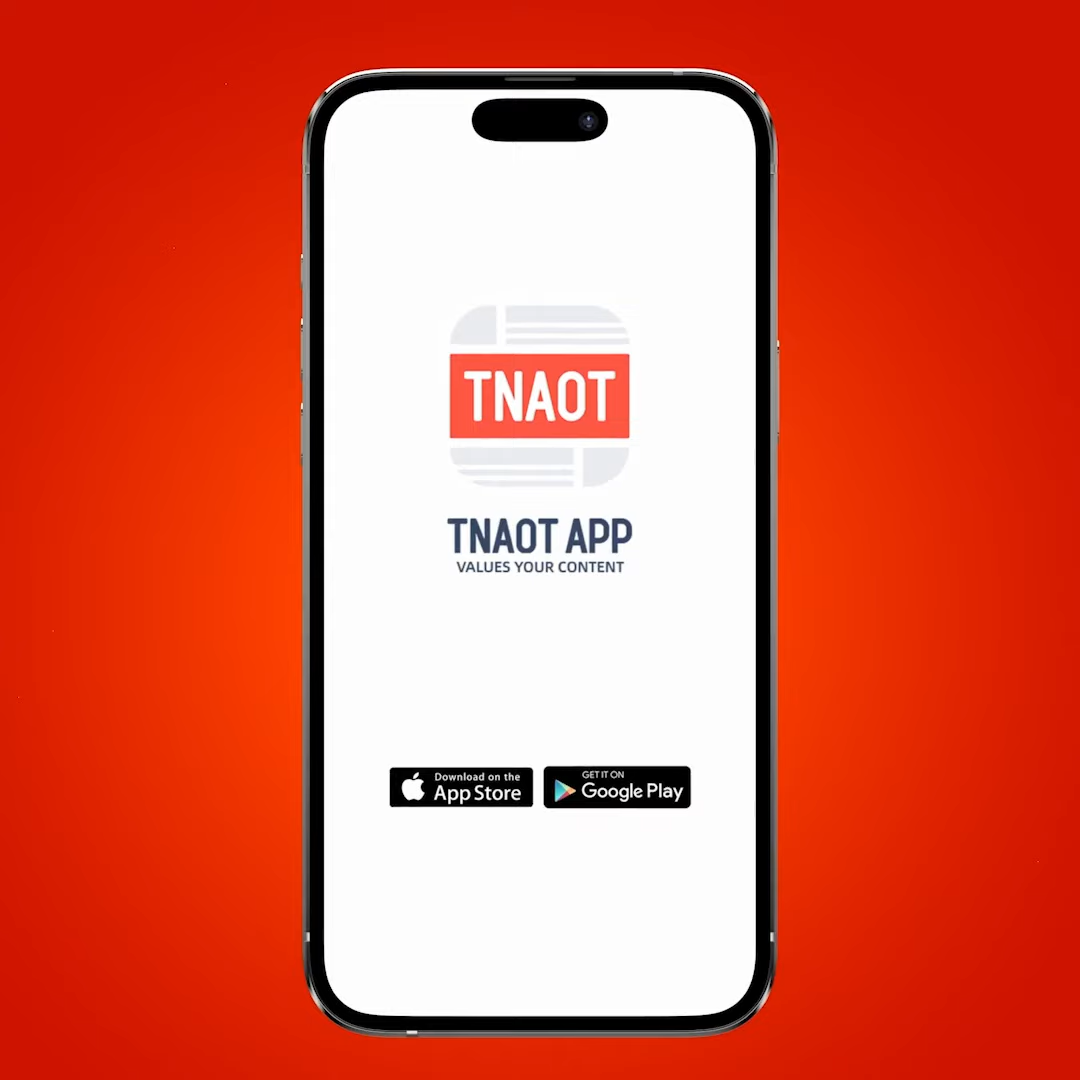 TNAOT
TNAOT APP
VALUES YOUR CONTENT
Download on the
App Store
GET IT ON
Google Play